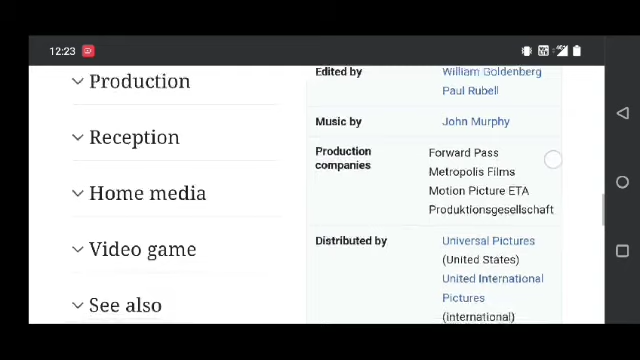 12:23
Production
Reception
Home media
Video game
See also
Edited by
William Goldenberg
Paul Rubell
Music by
John Murphy
Production
companies
Forward Pass
Metropolis Films
Motion Picture ETA
Produktionsgesellschaft
Distributed by
Universal Pictures
(United States)
United International
Pictures
(International)